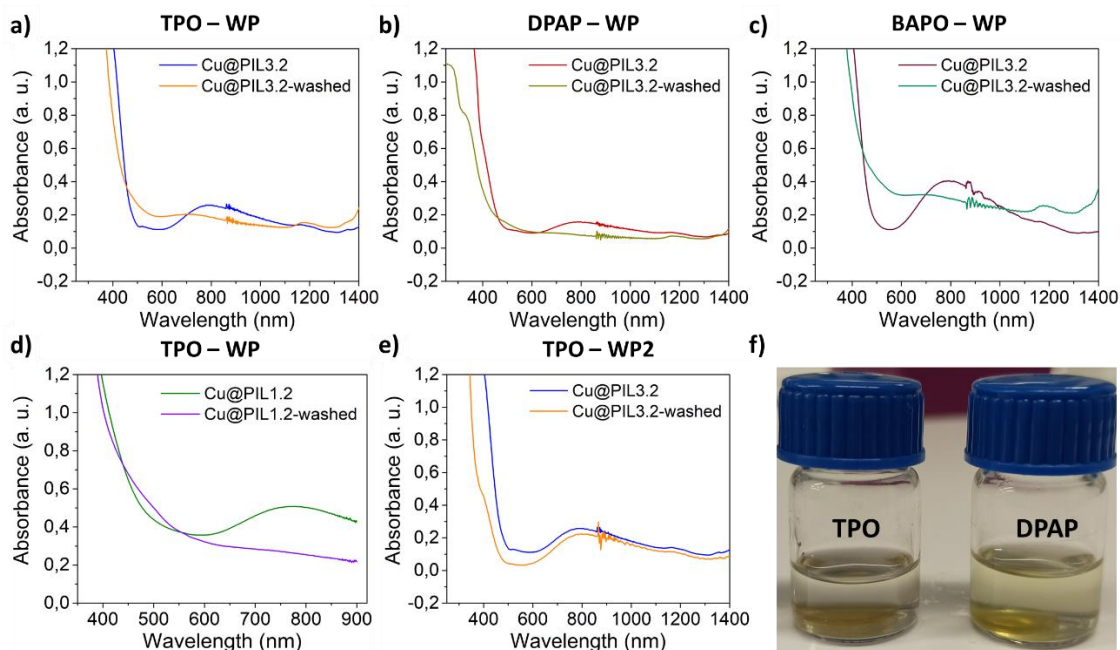 a)
TPO – WP
1,2
1,0
0,8
0,6
0,4
0,2
0,0
-0,2
Absorbance (a. u.)
Cu@PIL3.2
Cu@PIL3.2-washed
400 600 800 1000 1200 1400
Wavelength (nm)
b)
DPAP – WP
1,2
1,0
0,8
0,6
0,4
0,2
0,0
-0,2
Absorbance (a. u.)
Cu@PIL3.2
Cu@PIL3.2-washed
400 600 800 1000 1200 1400
Wavelength (nm)
c)
BAPO – WP
1,2
1,0
0,8
0,6
0,4
0,2
0,0
-0,2
Absorbance (a. u.)
Cu@PIL3.2
Cu@PIL3.2-washed
400 600 800 1000 1200 1400
Wavelength (nm)
d)
TPO – WP
1,2
1,0
0,8
0,6
0,4
0,2
0,0
Absorbance (a. u.)
Cu@PIL1.2
Cu@PIL1.2-washed
400 500 600 700 800 900
Wavelength (nm)
e)
TPO – WP2
1,2
1,0
0,8
0,6
0,4
0,2
0,0
-0,2
Absorbance (a. u.)
Cu@PIL3.2
Cu@PIL3.2-washed
400 600 800 1000 1200 1400
Wavelength (nm)
f)
TPO
DPAP